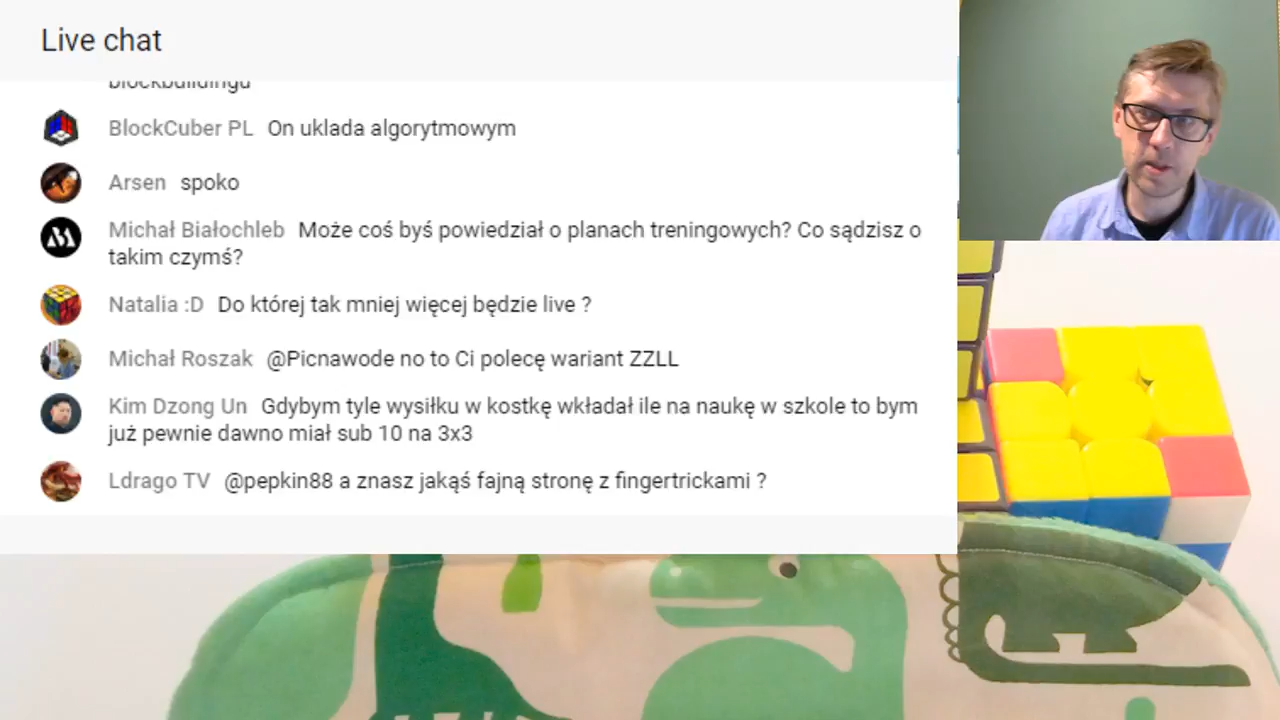 Live chat
blockbuildingu
BlockCuber PL On uklada algorytmowym
Arsen spoko
Michał Białochleb Może coś byś powiedział o planach treningowych? Co sądzisz o
takim czymś?
Natalia :D Do której tak mniej więcej będzie live ?
Michał Roszak @Picnawode no to Ci polecę wariant ZZLL
Kim Dzong Un Gdybym tyle wysiłku w kostkę wkładał ile na naukę w szkole to bym
już pewnie dawno miał sub 10 na 3x3
Ldrago TV @pepkin88 a znasz jakąś fajną stronę z fingertrickami ?